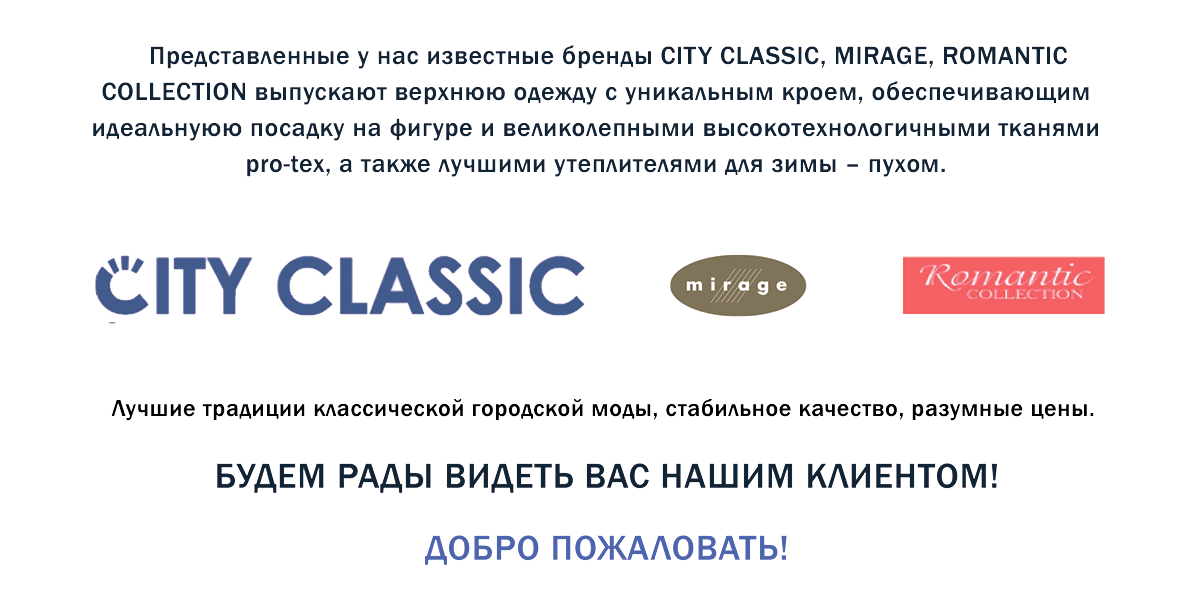 Представленные у нас известные бренды CITY CLASSIC, MIRAGE, ROMANTIC
COLLECTION выпускают верхнюю одежду с уникальным кроем, обеспечивающим
идеальнуюю посадку на фигуре и великолепными высокотехнологичными тканями
pro-tex, а также лучшими утеплителями для зимы – пухом.
CITY CLASSIC
mirage
Romantic
COLLECTION
Лучшие традиции классической городской моды, стабильное качество, разумные цены.
БУДЕМ РАДЫ ВИДЕТЬ ВАС НАШИМ КЛИЕНТОМ!
ДОБРО ПОЖАЛОВАТЬ!